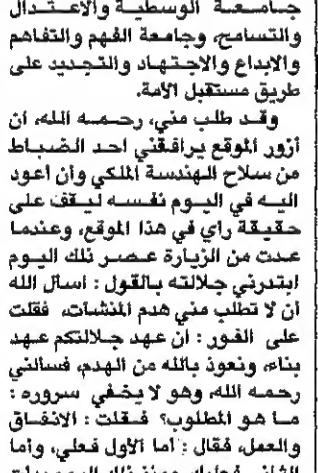 جامعة الوسطية والاعتدال
والتسامح، وجامعة الفهم والتفاهم
والابداع والاجتهاد والتجديد على
طريق مستقبل الأمة.
وقد طلب مني، رحمه الله، ان
أزور الموقع يرافقني احد الضباط
من سلاح الهندسة الملكي وأن أعود
اليه في اليوم نفسه ليقف على
حقيقة رأي في هذا الموقع، وعندما
عدت من الزيارة عصر ذلك اليوم
ابتدرني جلالته بالقول : اسأل الله
أن لا تطلب مني هدم المنشآت، فقلت
على الفور : ان عهد جلالتكم عهد
بناء، ونعوذ بالله من الهدم، فسألني
رحمه الله، وهو لا يخفي سروره :
ما هو المطلوب؟ فقلت : الانفاق
والعمل، فقال : أما الأول فعلي، وأما